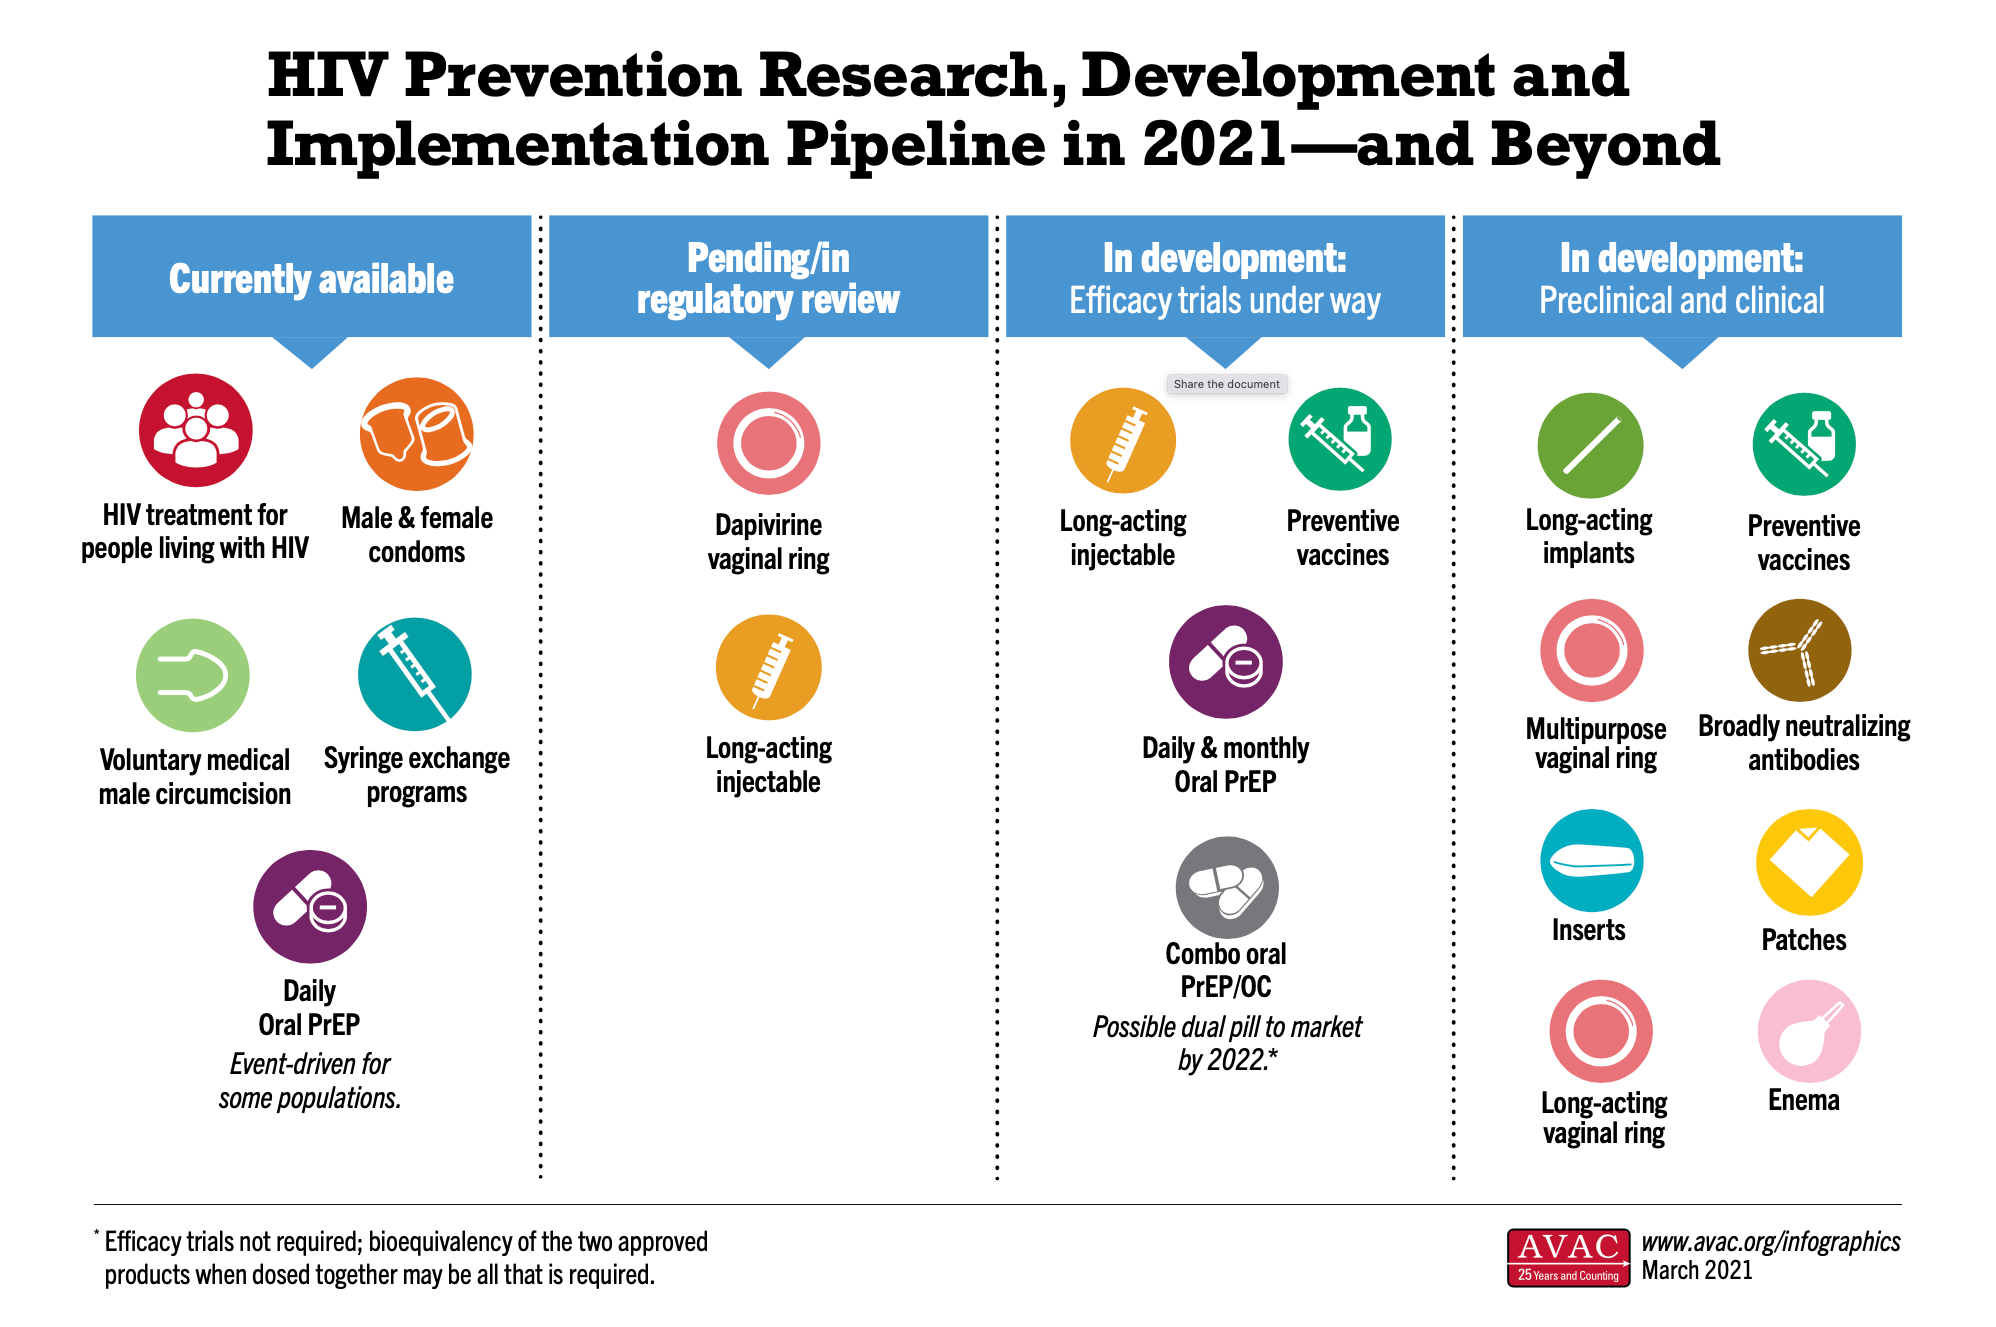 HIV Prevention Research, Development and
Implementation Pipeline in 2021—and Beyond
Currently available
HIV treatment for
people living with HIV
Male & female
condoms
Voluntary medical
male circumcision
Syringe exchange
programs
Daily
Oral PrEP
Event-driven for
some populations.
Pending/in
regulatory review
Dapivirine
vaginal ring
Long-acting
injectable
In development:
Efficacy trials under way
Share the document
Long-acting
injectable
Preventive
vaccines
Daily & monthly
Oral PrEP
Combo oral
PrEP/OC
Possible dual pill to market
by 2022.*
In development:
Preclinical and clinical
Long-acting
implants
Preventive
vaccines
Multipurpose
vaginal ring
Broadly neutralizing
antibodies
Inserts
Patches
Long-acting
vaginal ring
Enema
* Efficacy trials not required; bioequivalency of the two approved
products when dosed together may be all that is required.
AVAC
25 Years and Counting
www.avac.org/infographics
March 2021